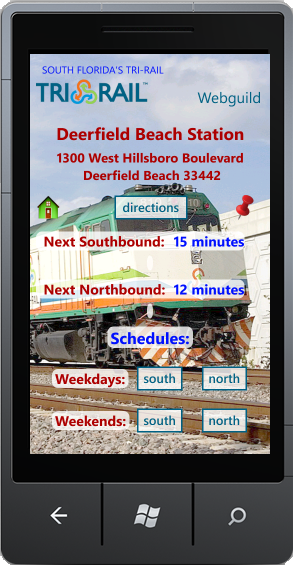 SOUTH FLORIDA'S TRI-RAIL
TRI RAIL™
Webguild
Deerfield Beach Station
1300 West Hillsboro Boulevard
Deerfield Beach 33442
directions
Next Southbound: 15 minutes
Next Northbound: 12 minutes
Schedules:
Weekdays: south north
Weekends: south north